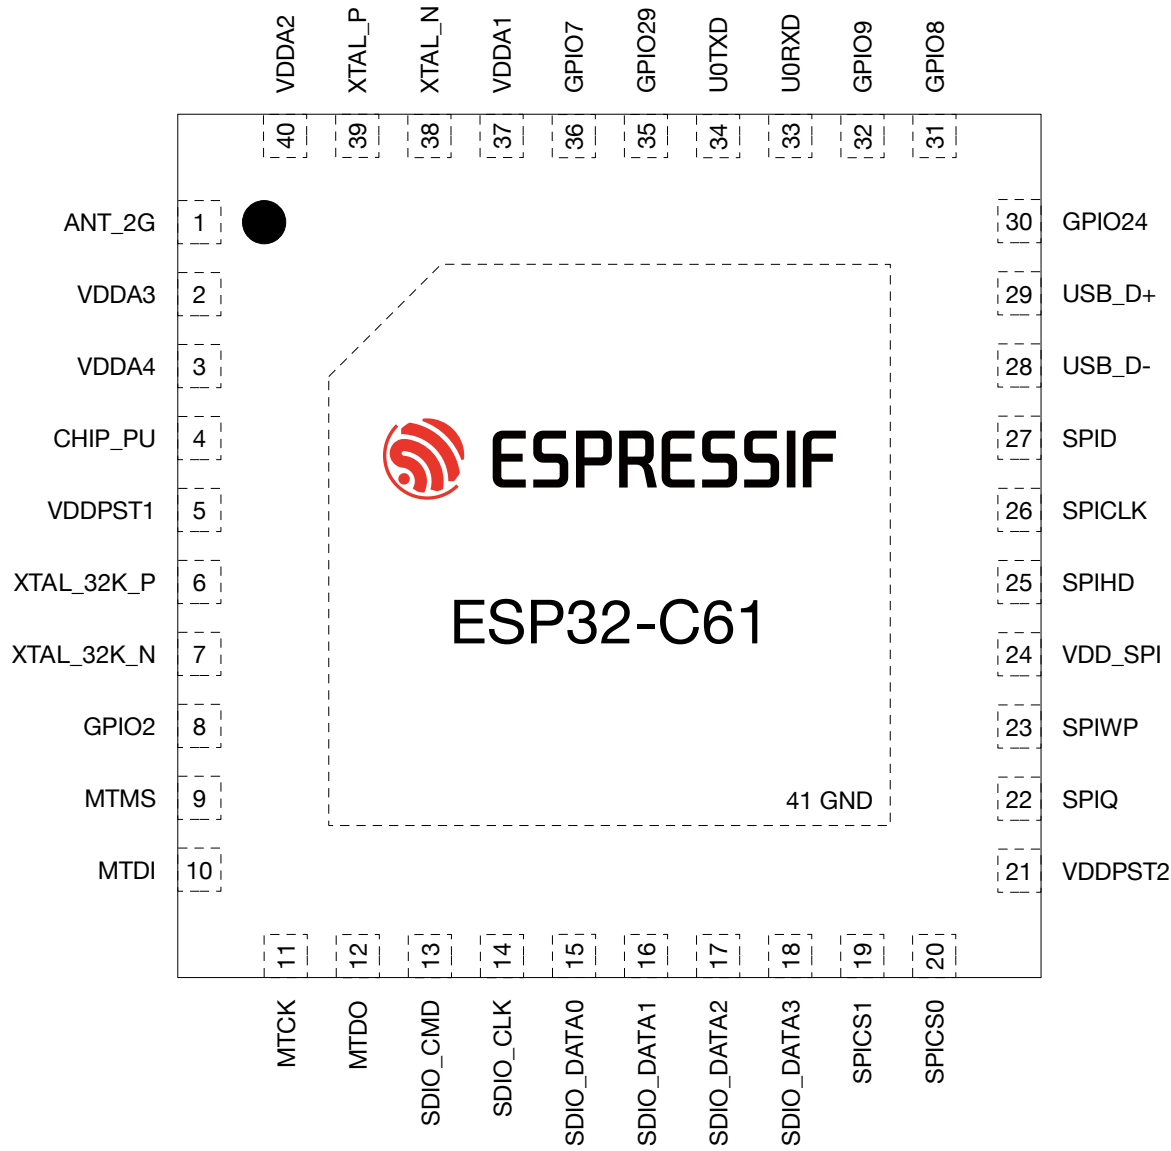 VDDA2
XTAL_P
XTAL_N
VDDA1
GPIO7
GPIO29
U0TXD
U0RXD
GPIO9
GPIO8
40
39
38
37
36
35
34
33
32
31
ANT_2G 1
30 GPIO24
VDDA3 2
29 USB_D+
VDDA4 3
28 USB_D-
CHIP_PU 4
27 SPID
VDDPST1 5
26 SPICLK
XTAL_32K_P 6
25 SPIHD
XTAL_32K_N 7
24 VDD_SPI
GPIO2 8
23 SPIWP
MTMS 9
22 SPIQ
MTDI 10
21 VDDPST2
ESPRESSIF
ESP32-C61
41 GND
11
12
13
14
15
16
17
18
19
20
MTCK
MTDO
SDIO_CMD
SDIO_CLK
SDIO_DATA0
SDIO_DATA1
SDIO_DATA2
SDIO_DATA3
SPICS1
SPICS0